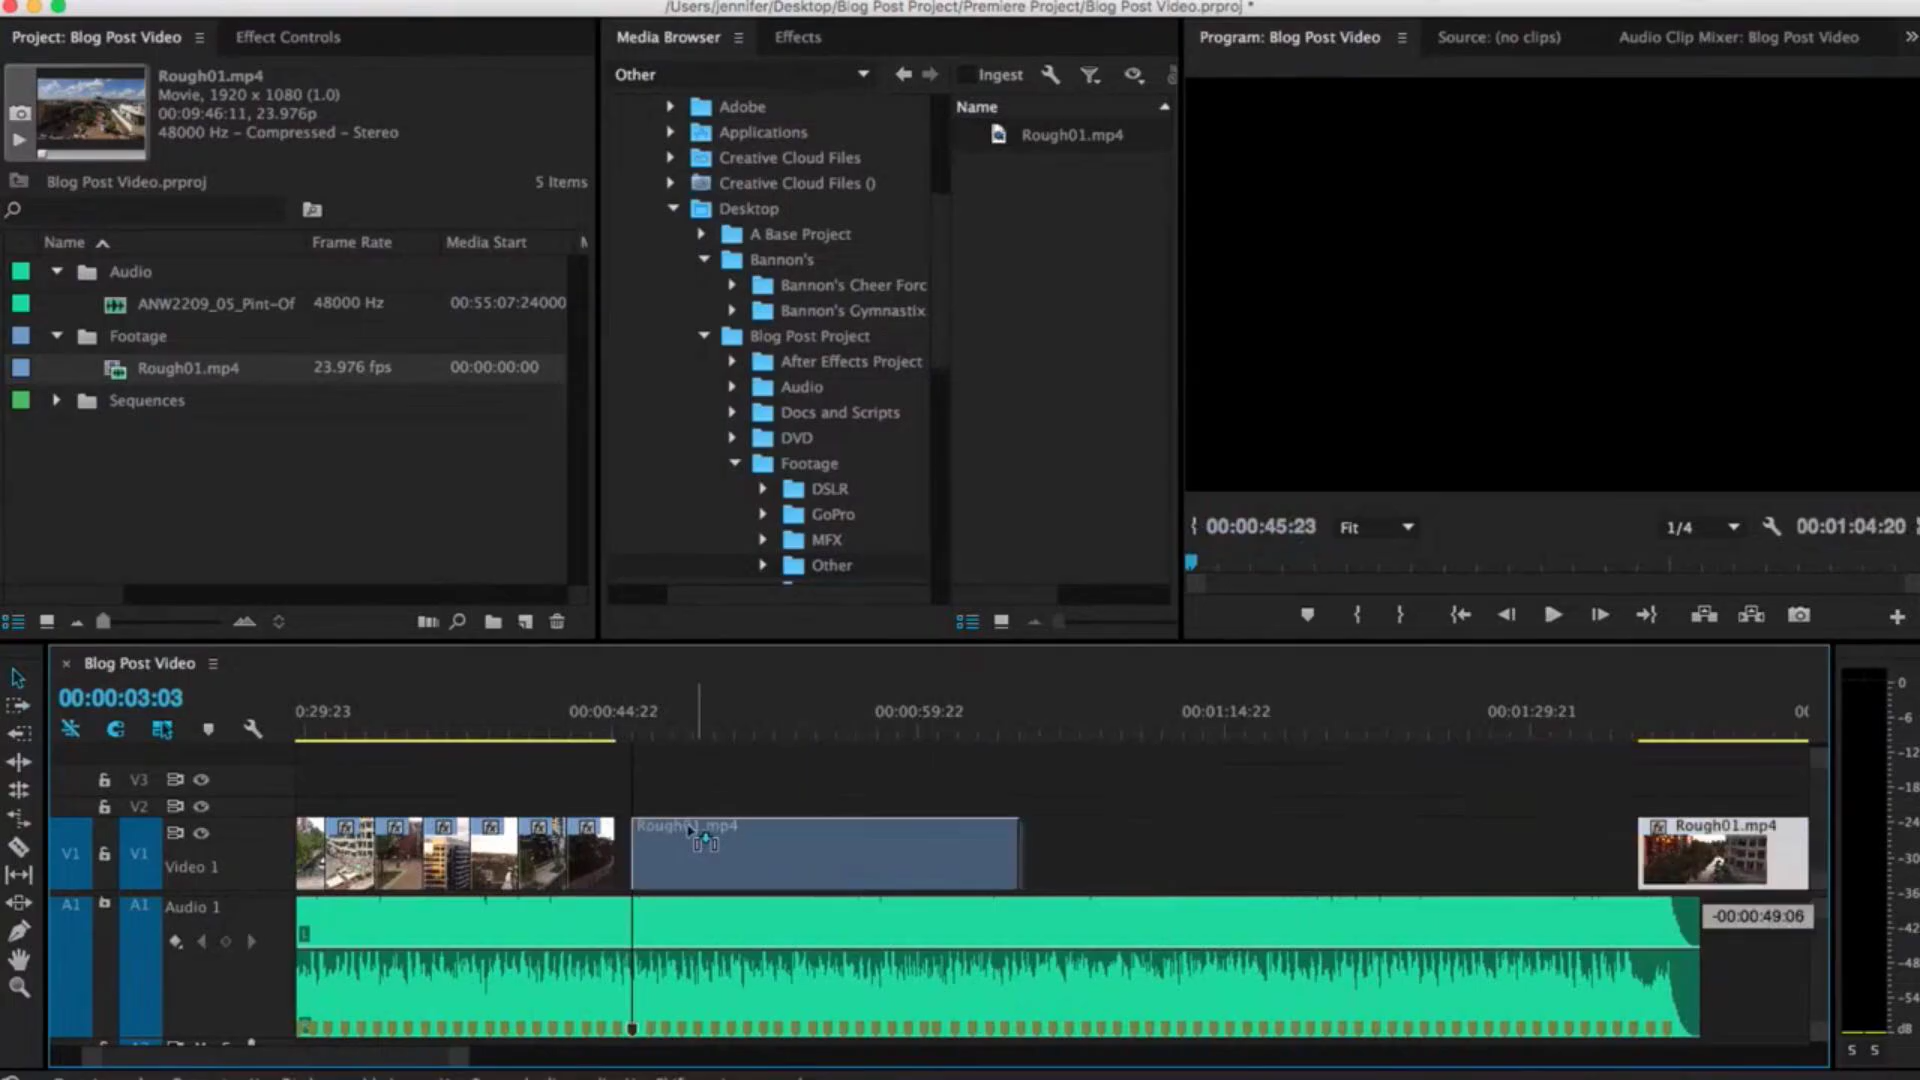 /Users/jennifer/Desktop/Blog Post Project/Premiere Project/Blog Post Video.prproj *
Project: Blog Post Video
Effect Controls
Rough01.mp4
Movie, 1920 x 1080 (1.0)
00:09:46:11, 23.976p
48000 Hz - Compressed - Stereo
Blog Post Video.prproj
5 Items
Name
Frame Rate
Media Start
Audio
ANW2209_05_Pint-Of
48000 Hz
00:55:07:24000
Footage
Rough01.mp4
23.976 fps
00:00:00:00
Sequences
Media Browser
Effects
Other
Ingest
Adobe
Applications
Creative Cloud Files
Creative Cloud Files ()
Desktop
A Base Project
Bannon's
Bannon's Cheer Forc
Bannon's Gymnastix
Blog Post Project
After Effects Project
Audio
Docs and Scripts
DVD
Footage
DSLR
GoPro
MFX
Other
Name
Rough01.mp4
Program: Blog Post Video
Source: (no clips)
Audio Clip Mixer: Blog Post Video
00:00:45:23
Fit
1/4
00:01:04:20
Blog Post Video
00:00:03:03
0:29:23
00:00:44:22
00:00:59:22
00:01:14:22
00:01:29:21
V3
V2
V1
V1
Video 1
fx
fx
fx
fx
fx
fx
Rough01.mp4
fx
Rough01.mp4
A1
A1
Audio 1
L
-00:00:49:06
0
-6
-12
-18
-24
-30
-36
-42
-48
-54
dB
S S